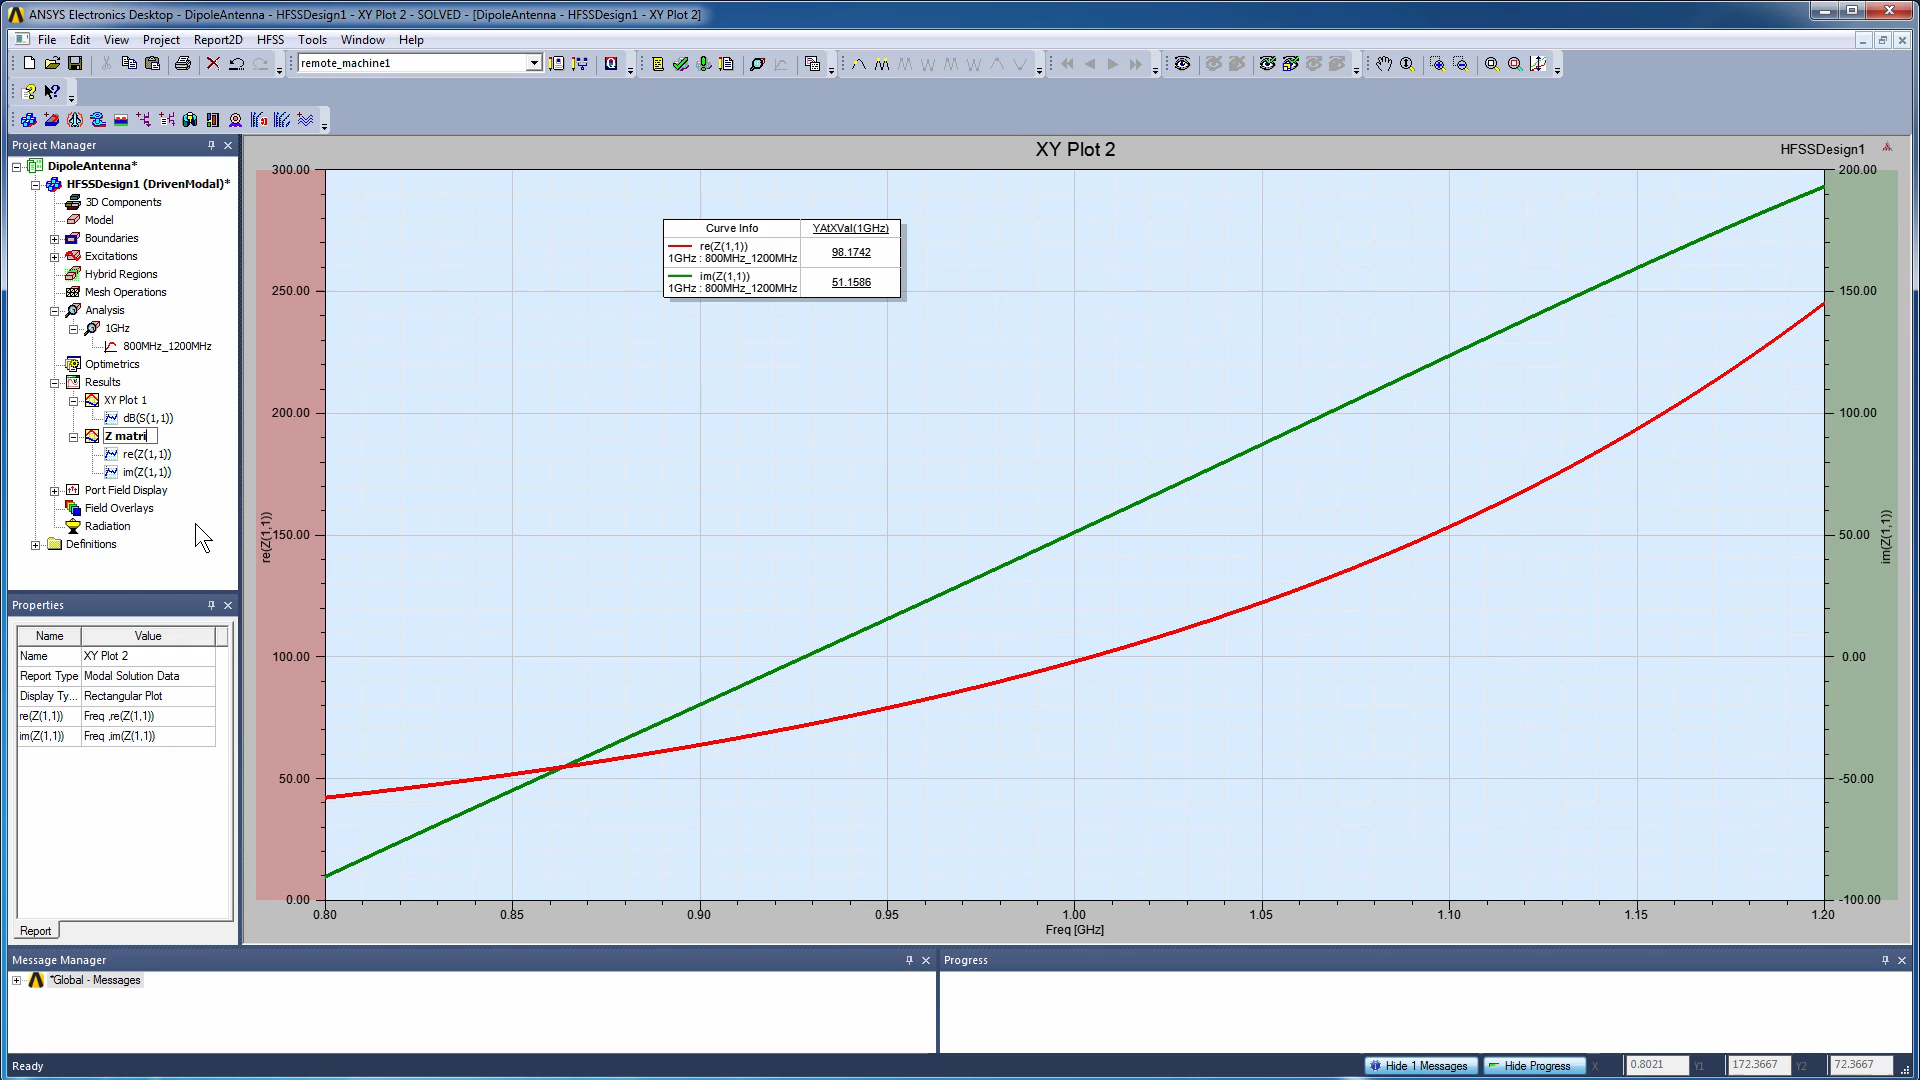 ANSYS Electronics Desktop - DipoleAntenna - HFSSDesign1 - XY Plot 2 - SOLVED - [DipoleAntenna - HFSSDesign1 - XY Plot 2]
File Edit View Project Report2D HFSS Tools Window Help
remote_machine1
Project Manager
DipoleAntenna*
HFSSDesign1 (DrivenModal)*
3D Components
Model
Boundaries
Excitations
Hybrid Regions
Mesh Operations
Analysis
1GHz
800MHz_1200MHz
Optimetrics
Results
XY Plot 1
dB(S(1,1))
Z matri
re(Z(1,1))
im(Z(1,1))
Port Field Display
Field Overlays
Radiation
Definitions
Properties
Name Value
Name XY Plot 2
Report Type Modal Solution Data
Display Ty... Rectangular Plot
re(Z(1,1)) Freq ,re(Z(1,1))
im(Z(1,1)) Freq ,im(Z(1,1))
Report
XY Plot 2
HFSSDesign1
Curve Info YAtXVal(1GHz)
re(Z(1,1))
1GHz : 800MHz_1200MHz 98.1742
im(Z(1,1))
1GHz : 800MHz_1200MHz 51.1586
300.00
250.00
200.00
150.00
100.00
50.00
0.00
re(Z(1,1))
200.00
150.00
100.00
50.00
0.00
-50.00
-100.00
im(Z(1,1))
0.80 0.85 0.90 0.95 1.00 1.05 1.10 1.15 1.20
Freq [GHz]
Message Manager
*Global - Messages
Progress
Ready
Hide 1 Messages Hide Progress X 0.8021 Y1 172.3667 Y2 72.3667